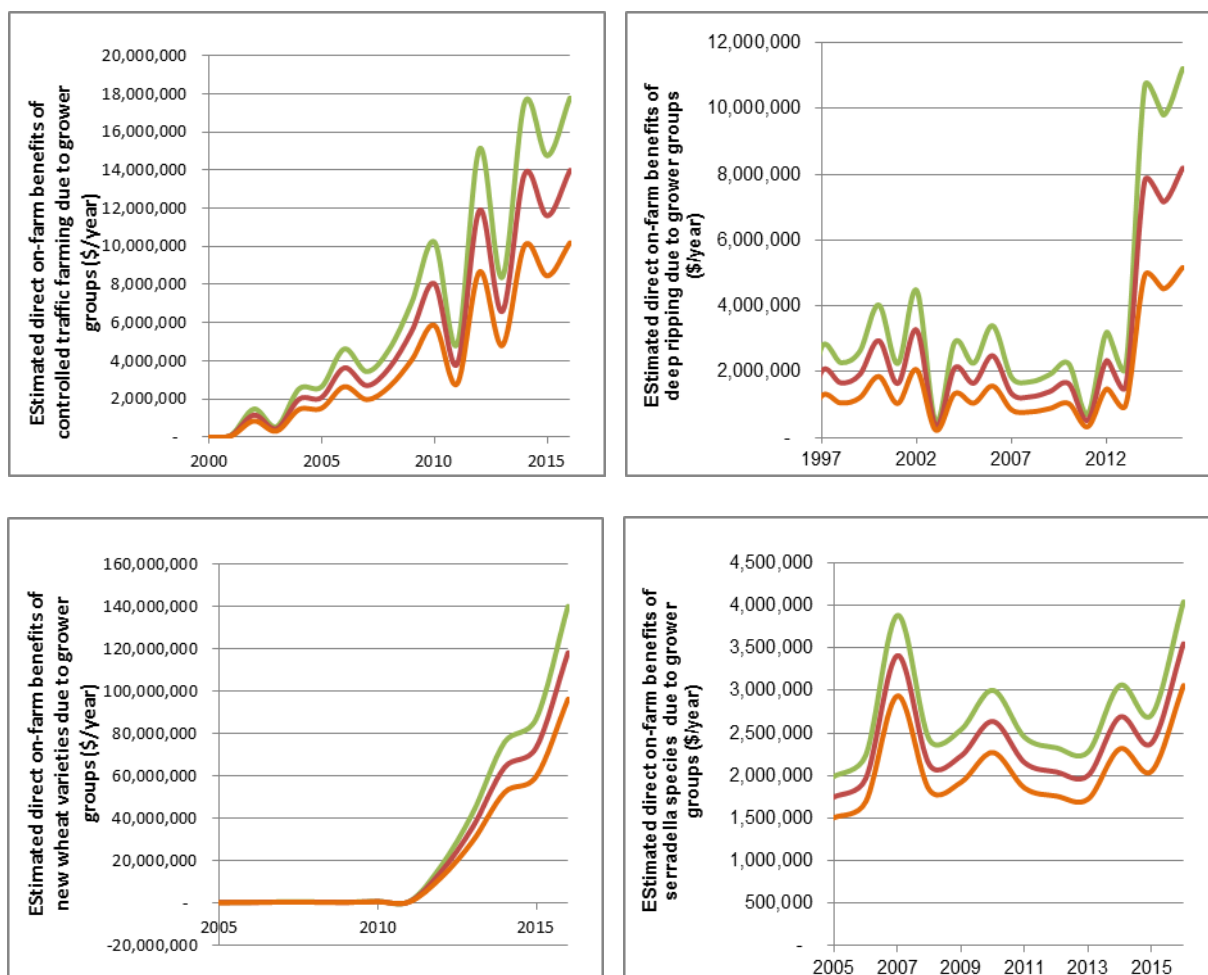 EStimated direct on-farm benefits of
controlled traffic farming due to grower
groups ($/year)
20,000,000
18,000,000
16,000,000
14,000,000
12,000,000
10,000,000
8,000,000
6,000,000
4,000,000
2,000,000
-
2000 2005 2010 2015
EStimated direct on-farm benefits of
deep ripping due to grower groups
($/year)
12,000,000
10,000,000
8,000,000
6,000,000
4,000,000
2,000,000
-
1997 2002 2007 2012
EStimated direct on-farm benefits of
new wheat varieties due to grower
groups ($/year)
160,000,000
140,000,000
120,000,000
100,000,000
80,000,000
60,000,000
40,000,000
20,000,000
-
-20,000,000
2005 2010 2015
EStimated direct on-farm benefits of
serradella species due to grower
groups ($/year)
4,500,000
4,000,000
3,500,000
3,000,000
2,500,000
2,000,000
1,500,000
1,000,000
500,000
-
2005 2007 2009 2011 2013 2015